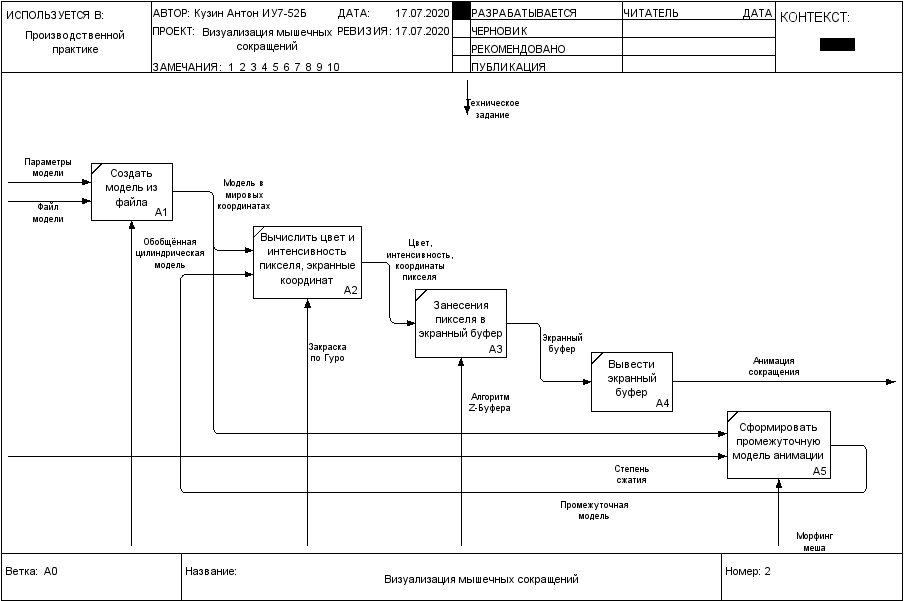 ИСПОЛЬЗУЕТСЯ В:
Производственной
практике
АВТОР: Кузин Антон ИУ7-52Б
ДАТА: 17.07.2020
ПРОЕКТ: Визуализация мышечных
сокращений
РЕВИЗИЯ: 17.07.2020
ЗАМЕЧАНИЯ: 1 2 3 4 5 6 7 8 9 10
РАЗРАБАТЫВАЕТСЯ
ЧЕРНОВИК
РЕКОМЕНДОВАНО
ПУБЛИКАЦИЯ
ЧИТАТЕЛЬ
ДАТА
КОНТЕКСТ:
Техническое
задание
Параметры
модели
Файл
модели
Создать
модель из
файла
A1
Модель в
мировых
координатах
Обобщённая
цилиндрическая
модель
Вычислить цвет и
интенсивность
пикселя, экранные
координат
A2
Цвет,
интенсивность,
координаты
пикселя
Закраска
по Гуро
Занесения
пикселя в
экранный буфер
A3
Экранный
буфер
Алгоритм
Z-Буфера
Вывести
экранный
буфер
A4
Анимация
сокращения
Сформировать
промежуточную
модель анимации
A5
Степень
сжатия
Промежуточная
модель
Морфинг
меша
Ветка: A0
Название:
Визуализация мышечных сокращений
Номер: 2